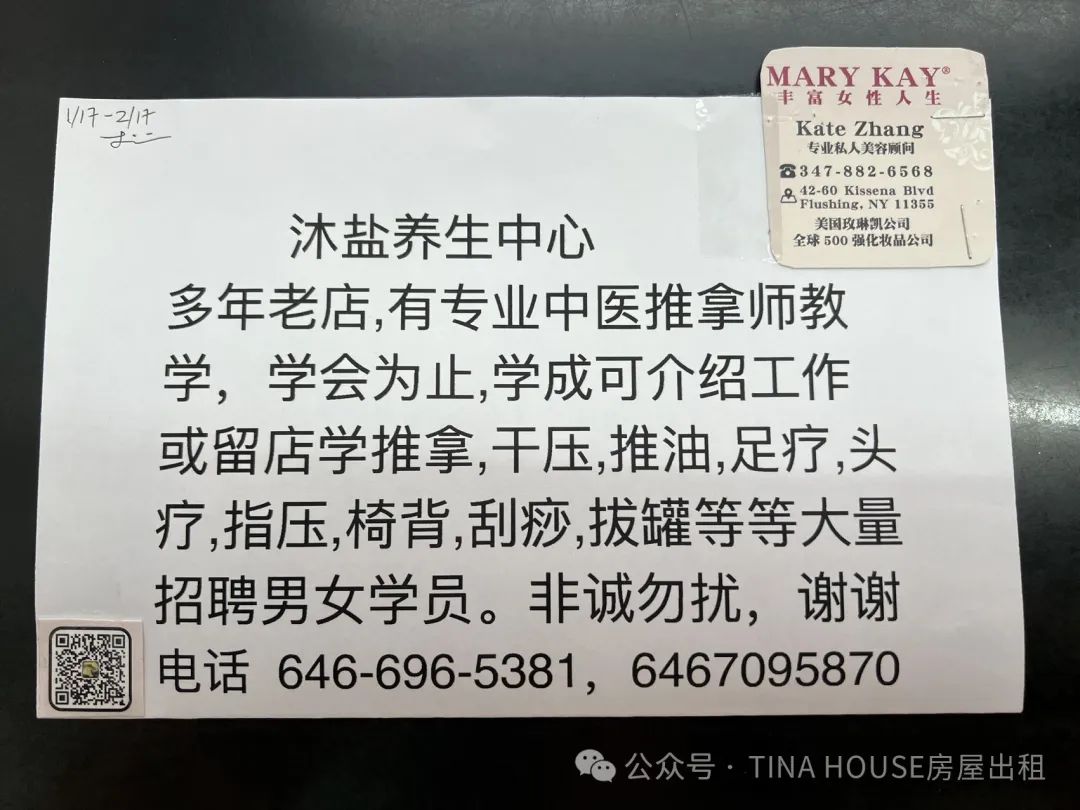 1/17-2/17
MARY KAY®
丰富女性人生
Kate Zhang
专业私人美容顾问
347-882-6568
42-60 Kissena Blvd
Flushing, NY 11355
美国玫琳凯公司
全球 500 强化妆品公司
沐盐养生中心
多年老店,有专业中医推拿师教
学，学会为止,学成可介绍工作
或留店学推拿,干压,推油,足疗,头
疗,指压,椅背,刮痧,拔罐等等大量
招聘男女学员。非诚勿扰，谢谢
电话 646-696-5381，6467095870
公众号 · TINA HOUSE房屋出租